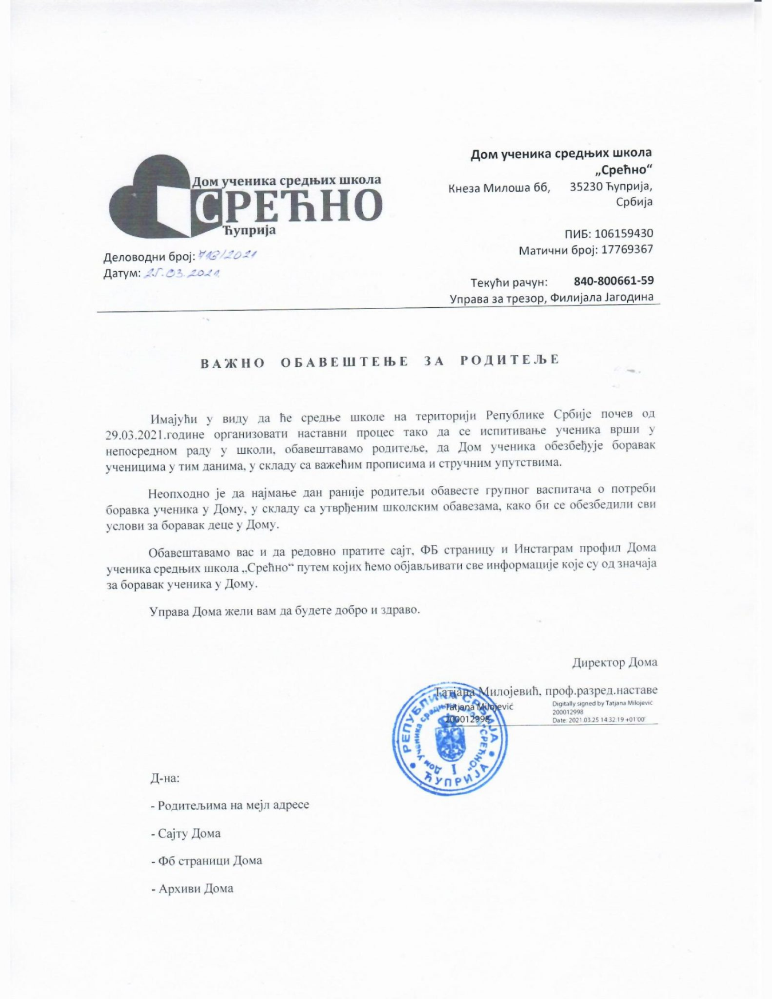 Дом ученика средњих школа
СРЕЋНО
Ћуприја
Деловодни број: 713/2021
Датум: 25.03.2021.
Дом ученика средњих школа
„Срећно“
Кнеза Милоша бб, 35230 Ћуприја,
Србија
ПИБ: 106159430
Матични број: 17769367
Текући рачун: 840-800661-59
Управа за трезор, Филијала Јагодина
ВАЖНО ОБАВЕШТЕЊЕ ЗА РОДИТЕЉЕ
Имајући у виду да ће средње школе на територији Републике Србије почев од
29.03.2021.године организовати наставни процес тако да се испитивање ученика врши у
непосредном раду у школи, обавештавамо родитеље, да Дом ученика обезбеђује боравак
ученицима у тим данима, у складу са важећим прописима и стручним упутствима.
Неопходно је да најмање дан раније родитељи обавесте групног васпитача о потреби
боравка ученика у Дому, у складу са утврђеним школским обавезама, како би се обезбедили сви
услови за боравак деце у Дому.
Обавештавамо вас и да редовно пратите сајт, ФБ страницу и Инстаграм профил Дома
ученика средњих школа „Срећно“ путем којих ћемо објављивати све информације које су од значаја
за боравак ученика у Дому.
Управа Дома жели вам да будете добро и здраво.
Директор Дома
Татјана Милојевић, проф.разред.наставе
Tatjana Milojević
200012998
Digitally signed by Tatjana Milojević
200012998
Date: 2021.03.25 14:32:19 +01'00'
РЕПУБЛИКА СРБИЈА
Дом ученика средњих школа „СРЕЋНО“
I
ЋУПРИЈА
Д-на:
- Родитељима на мејл адресе
- Сајту Дома
- Фб страници Дома
- Архиви Дома